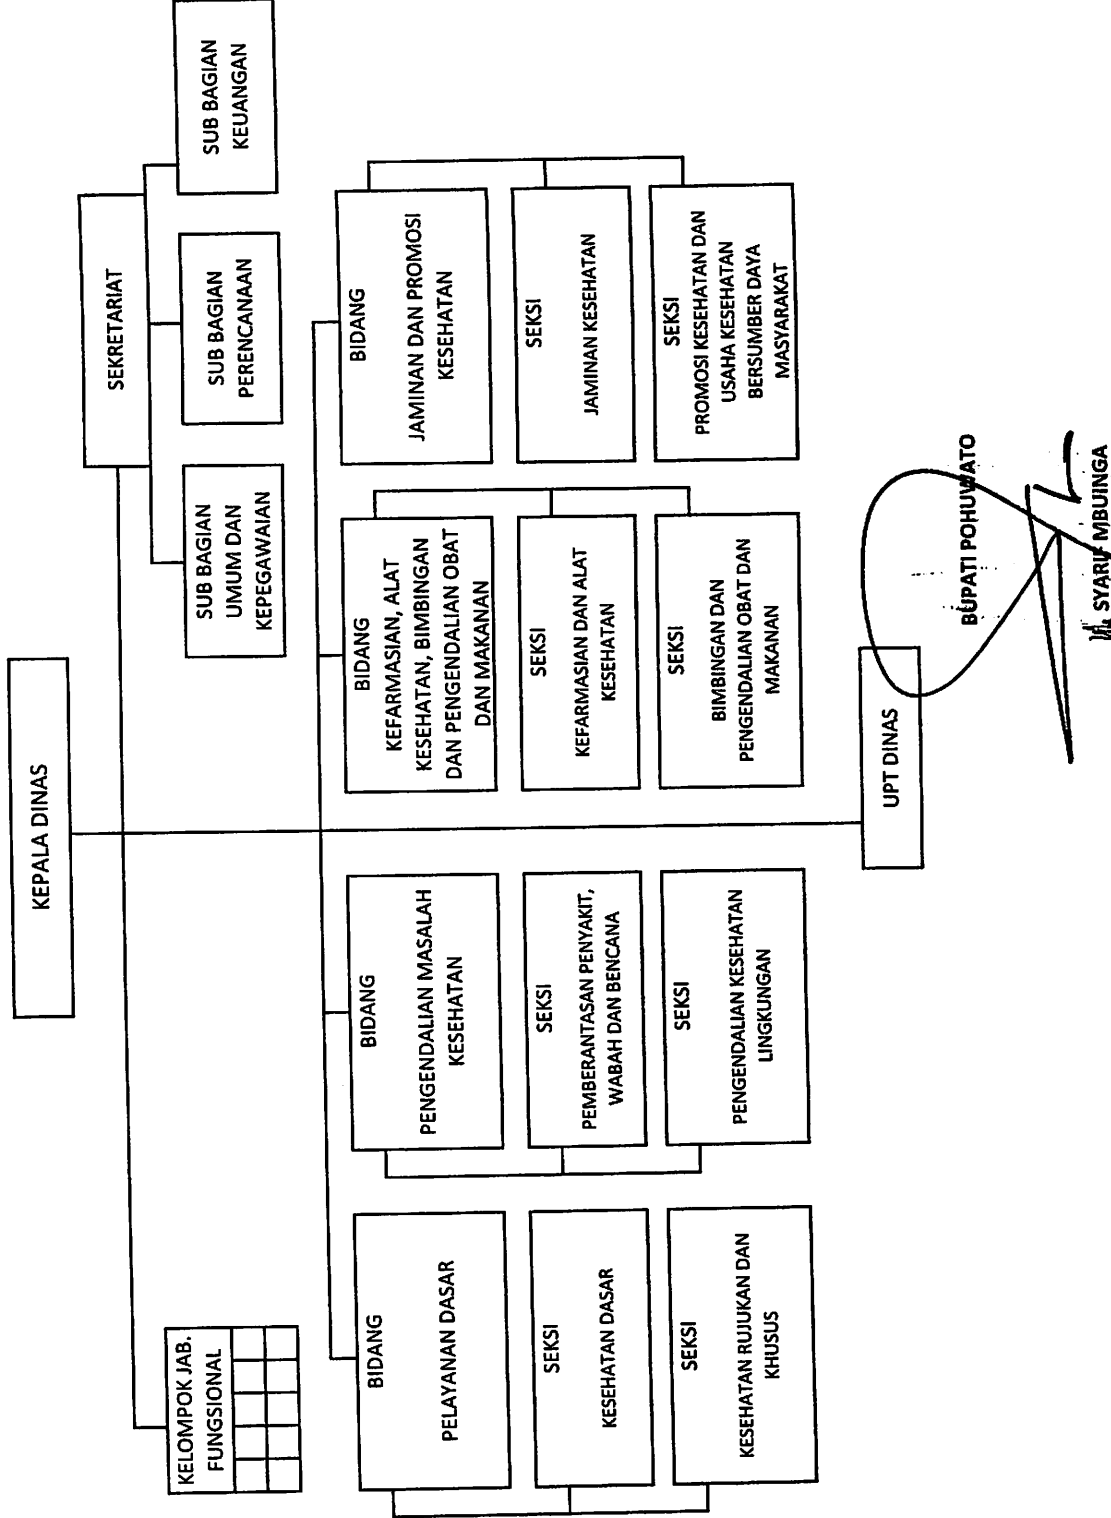 KEPALA DINAS
SEKRETARIAT
KELOMPOK JAB.
FUNGSIONAL
SUB BAGIAN
UMUM DAN
KEPEGAWAIAN
SUB BAGIAN
PERENCANAAN
SUB BAGIAN
KEUANGAN
BIDANG
PELAYANAN DASAR
BIDANG
PENGENDALIAN MASALAH
KESEHATAN
BIDANG
KEFARMASIAN, ALAT
KESEHATAN, BIMBINGAN
DAN PENGENDALIAN OBAT
DAN MAKANAN
BIDANG
JAMINAN DAN PROMOSI
KESEHATAN
SEKSI
KESEHATAN DASAR
SEKSI
PEMBERANTASAN PENYAKIT,
WABAH DAN BENCANA
SEKSI
KEFARMASIAN DAN ALAT
KESEHATAN
SEKSI
JAMINAN KESEHATAN
SEKSI
KESEHATAN RUJUKAN DAN
KHUSUS
SEKSI
PENGENDALIAN KESEHATAN
LINGKUNGAN
SEKSI
BIMBINGAN DAN
PENGENDALIAN OBAT DAN
MAKANAN
SEKSI
PROMOSI KESEHATAN DAN
USAHA KESEHATAN
BERSUMBER DAYA
MASYARAKAT
UPT DINAS
BUPATI POHUWATO
SYARIF MBUINGA